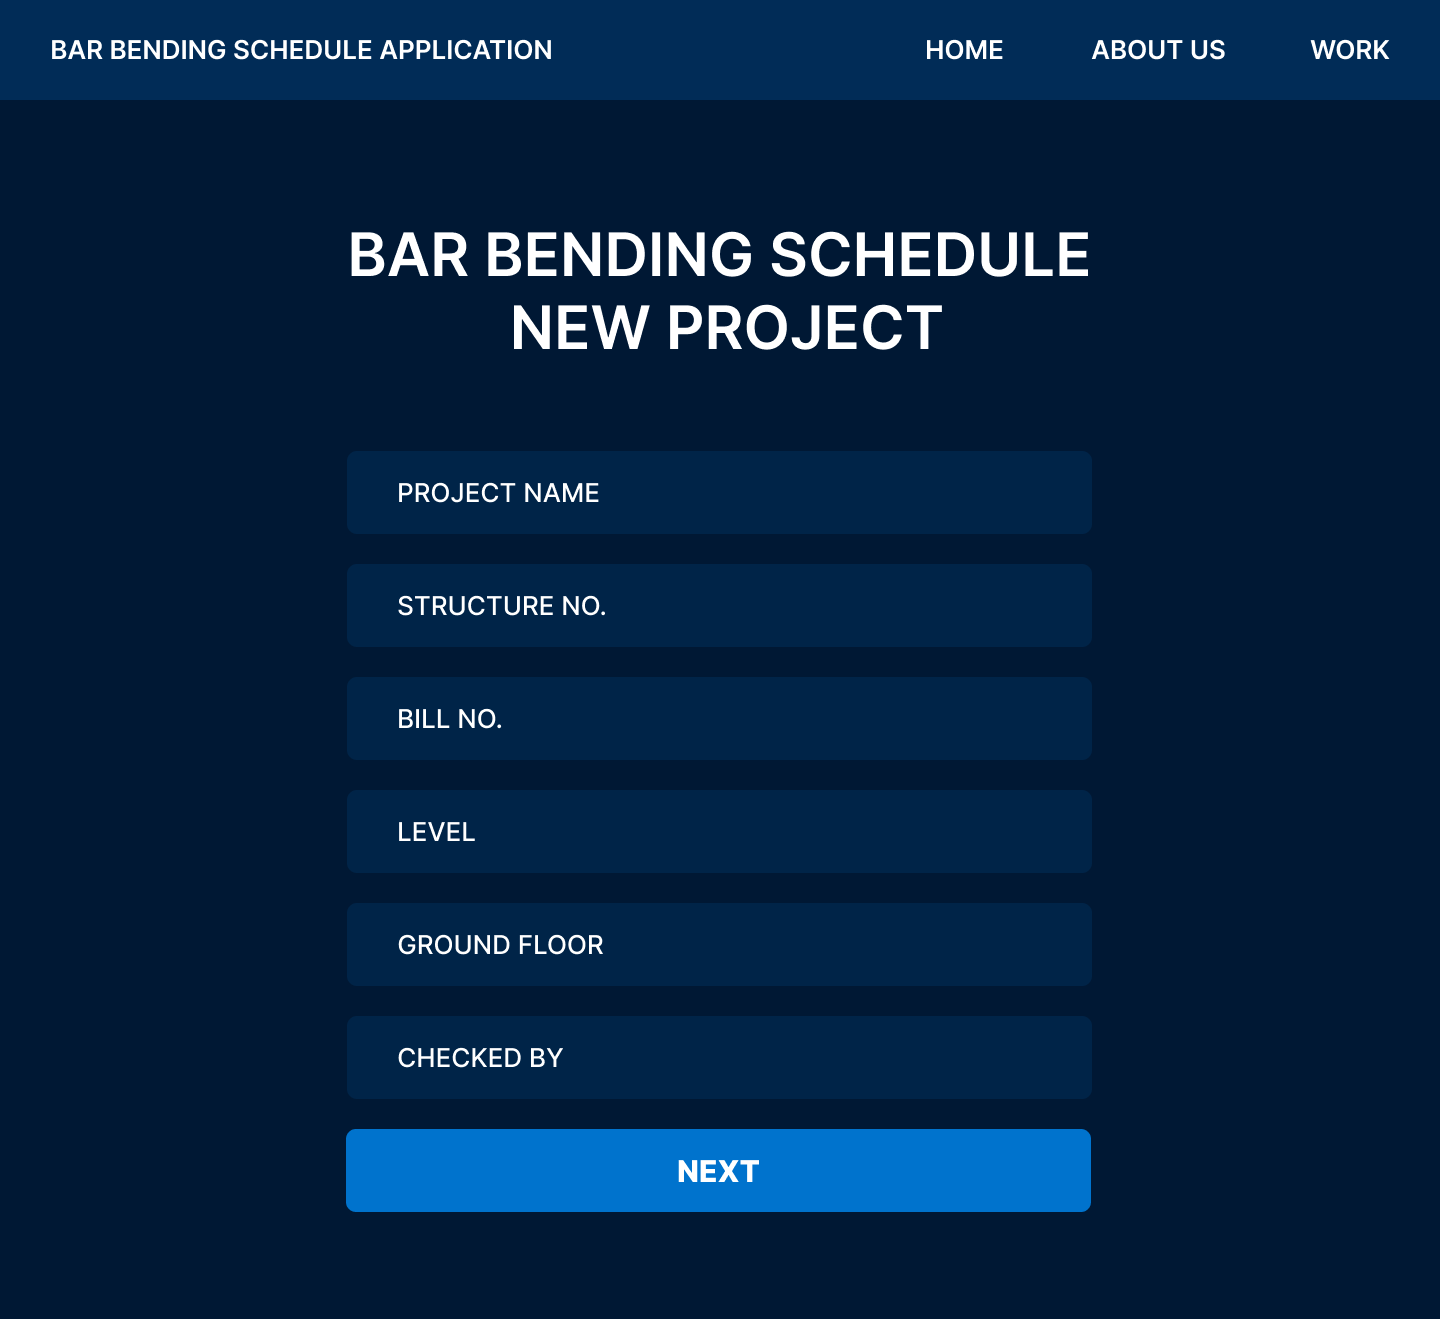 BAR BENDING SCHEDULE APPLICATION
HOME
ABOUT US
WORK
BAR BENDING SCHEDULE
NEW PROJECT
PROJECT NAME
STRUCTURE NO.
BILL NO.
LEVEL
GROUND FLOOR
CHECKED BY
NEXT